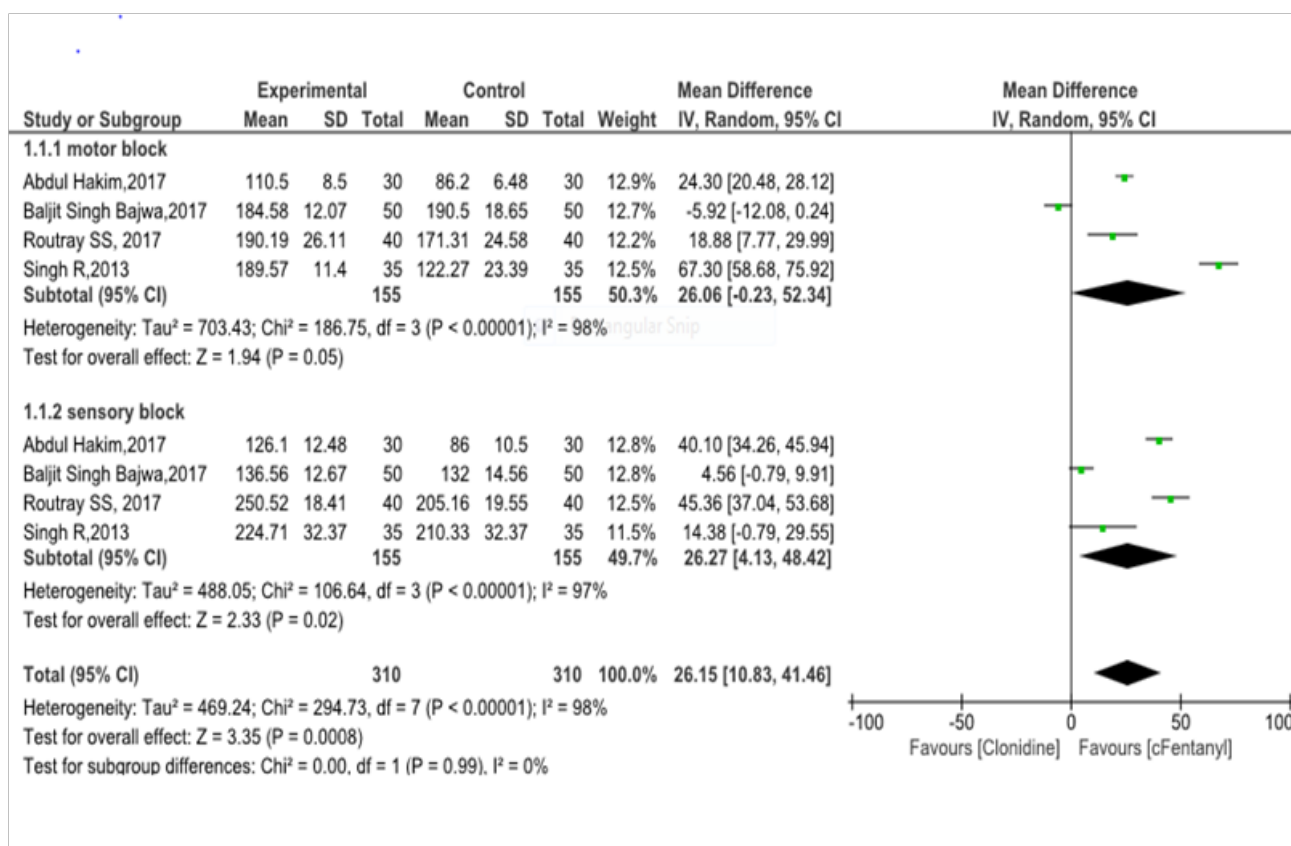 Experimental Control Mean Difference Mean Difference
Study or Subgroup Mean SD Total Mean SD Total Weight IV, Random, 95% CI IV, Random, 95% CI
1.1.1 motor block
Abdul Hakim,2017 110.5 8.5 30 86.2 6.48 30 12.9% 24.30 [20.48, 28.12]
Baljit Singh Bajwa,2017 184.58 12.07 50 190.5 18.65 50 12.7% -5.92 [-12.08, 0.24]
Routray SS, 2017 190.19 26.11 40 171.31 24.58 40 12.2% 18.88 [7.77, 29.99]
Singh R,2013 189.57 11.4 35 122.27 23.39 35 12.5% 67.30 [58.68, 75.92]
Subtotal (95% CI) 155 155 50.3% 26.06 [-0.23, 52.34]
Heterogeneity: Tau² = 703.43; Chi² = 186.75, df = 3 (P < 0.00001); I² = 98%
angular Snip
Test for overall effect: Z = 1.94 (P = 0.05)
1.1.2 sensory block
Abdul Hakim,2017 126.1 12.48 30 86 10.5 30 12.8% 40.10 [34.26, 45.94]
Baljit Singh Bajwa,2017 136.56 12.67 50 132 14.56 50 12.8% 4.56 [-0.79, 9.91]
Routray SS, 2017 250.52 18.41 40 205.16 19.55 40 12.5% 45.36 [37.04, 53.68]
Singh R,2013 224.71 32.37 35 210.33 32.37 35 11.5% 14.38 [-0.79, 29.55]
Subtotal (95% CI) 155 155 49.7% 26.27 [4.13, 48.42]
Heterogeneity: Tau² = 488.05; Chi² = 106.64, df = 3 (P < 0.00001); I² = 97%
Test for overall effect: Z = 2.33 (P = 0.02)
Total (95% CI) 310 310 100.0% 26.15 [10.83, 41.46]
Heterogeneity: Tau² = 469.24; Chi² = 294.73, df = 7 (P < 0.00001); I² = 98%
Test for overall effect: Z = 3.35 (P = 0.0008)
Test for subgroup differences: Chi² = 0.00, df = 1 (P = 0.99), I² = 0%
-100 -50 0 50 100
Favours [Clonidine] Favours [cFentanyl]